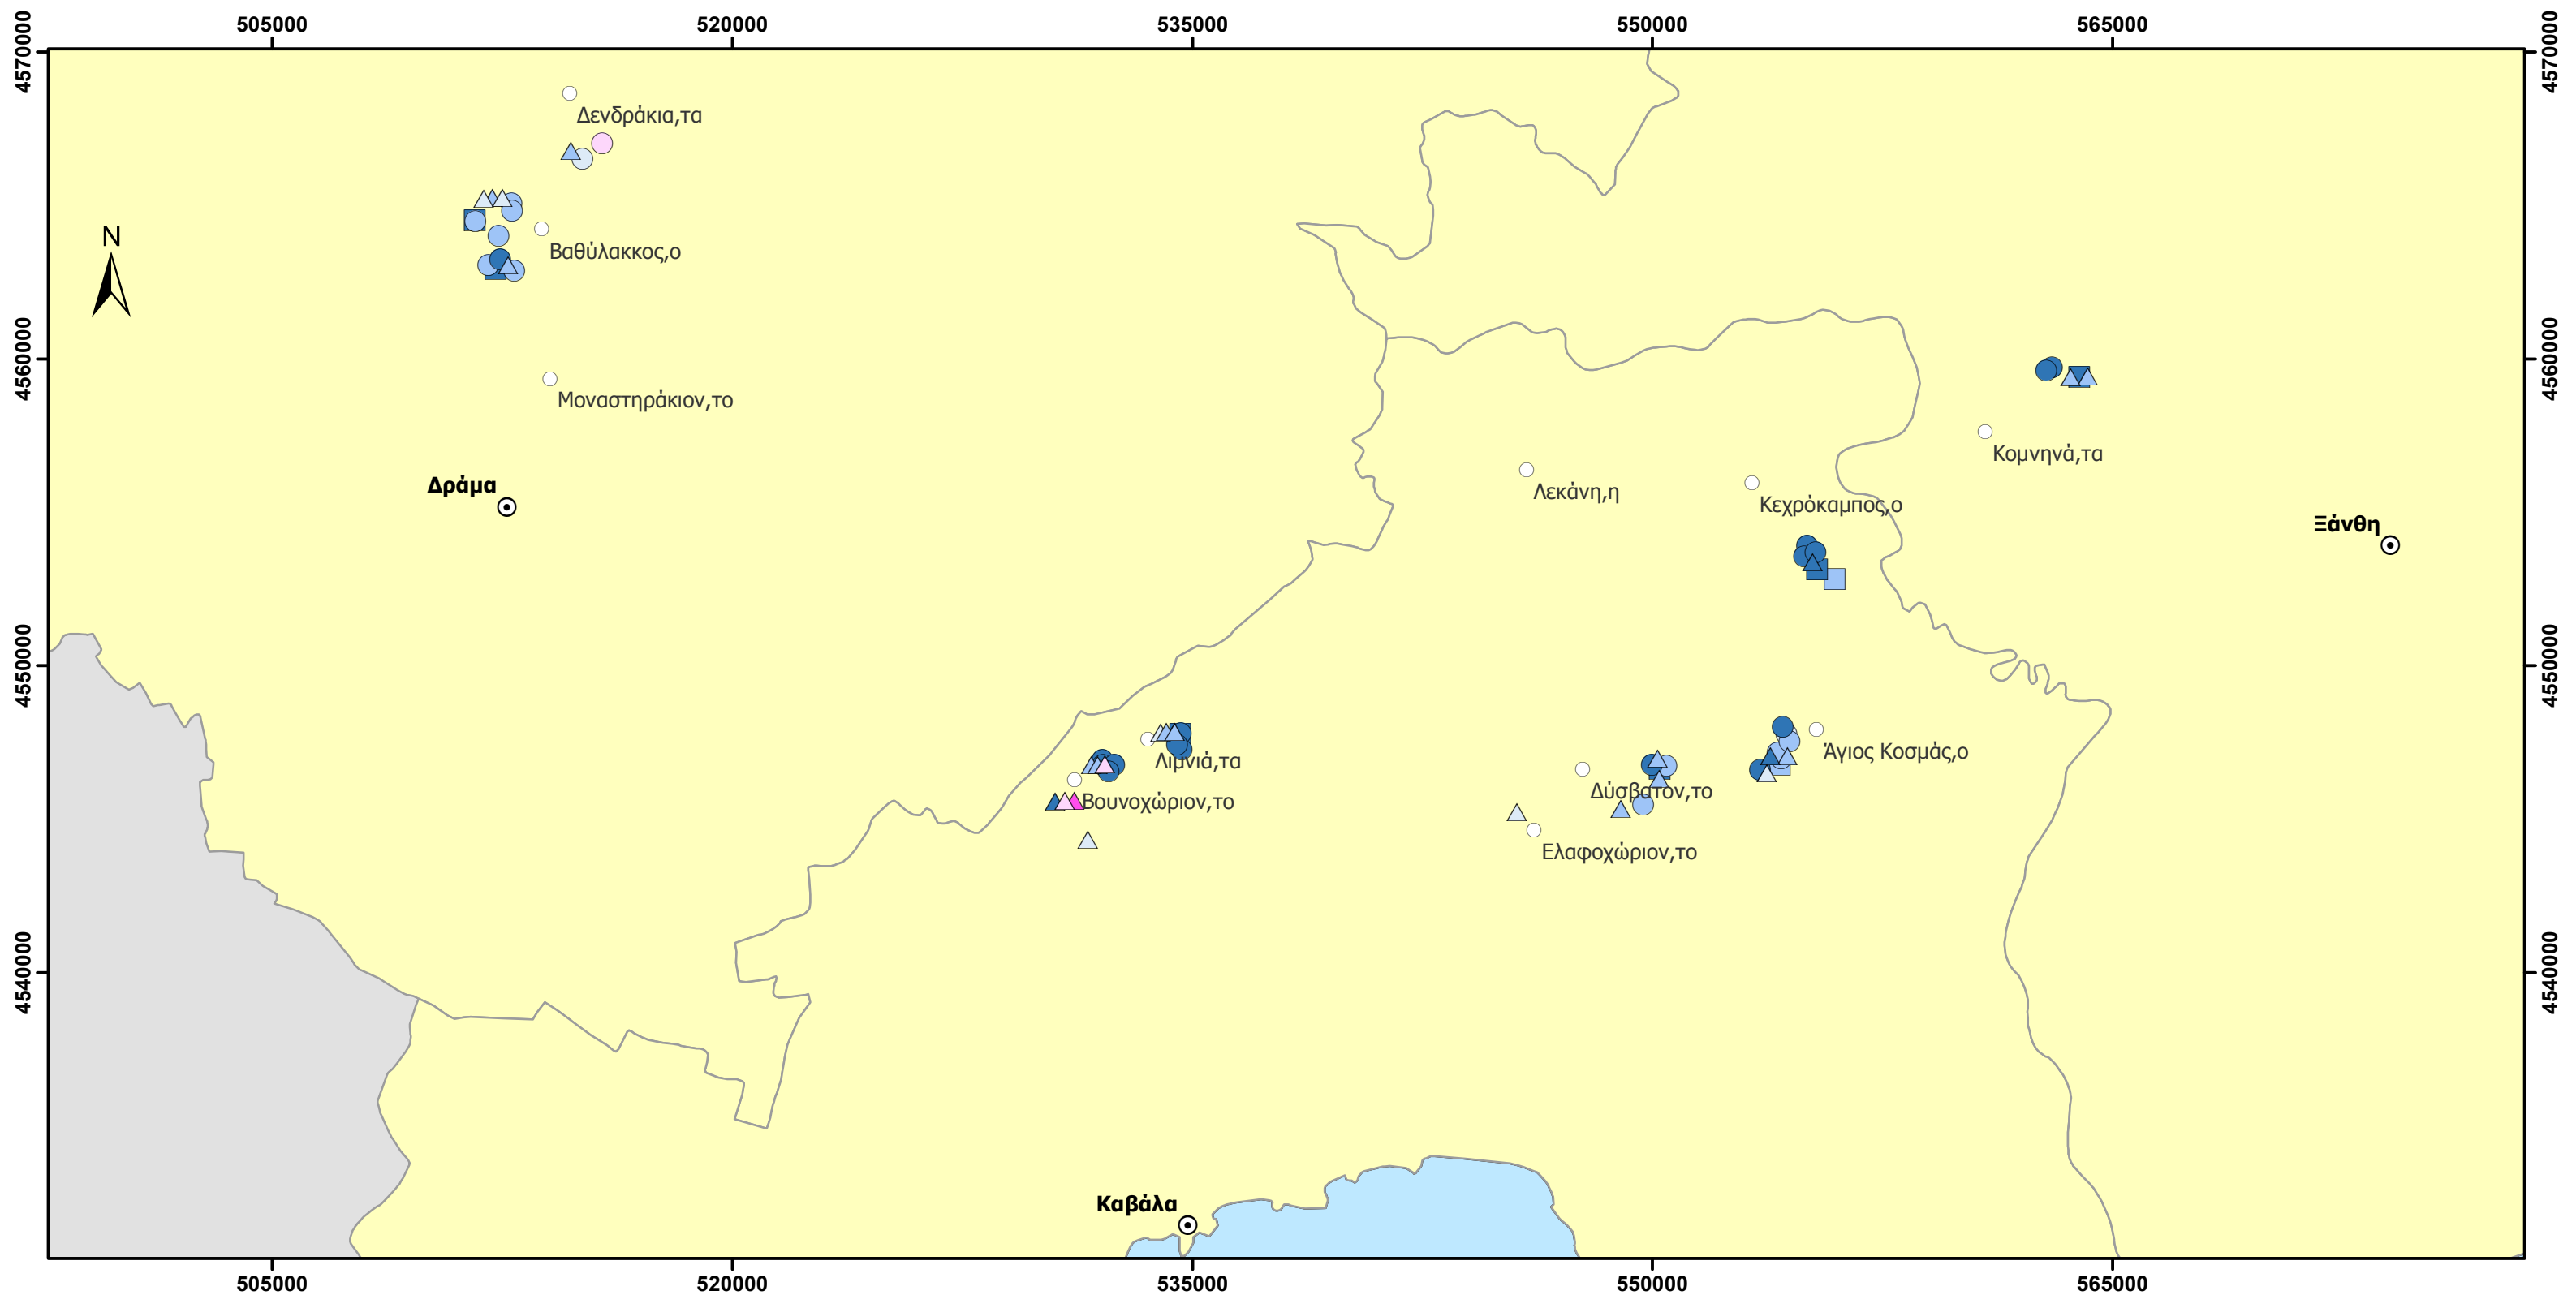 505000 520000 535000 550000 565000
4570000 4570000
Δενδράκια,τα
N
Βαθύλακκος,ο
4560000 4560000
Μοναστηράκιον,το
Κομνηνά,τα
Δράμα
Λεκάνη,η
Κεχρόκαμπος,ο
Ξάνθη
4550000 4550000
Λιμνιά,τα
Άγιος Κοσμάς,ο
Βουνοχώριον,το
Δύσβατον,το
Ελαφοχώριον,το
4540000 4540000
Καβάλα
505000 520000 535000 550000 565000